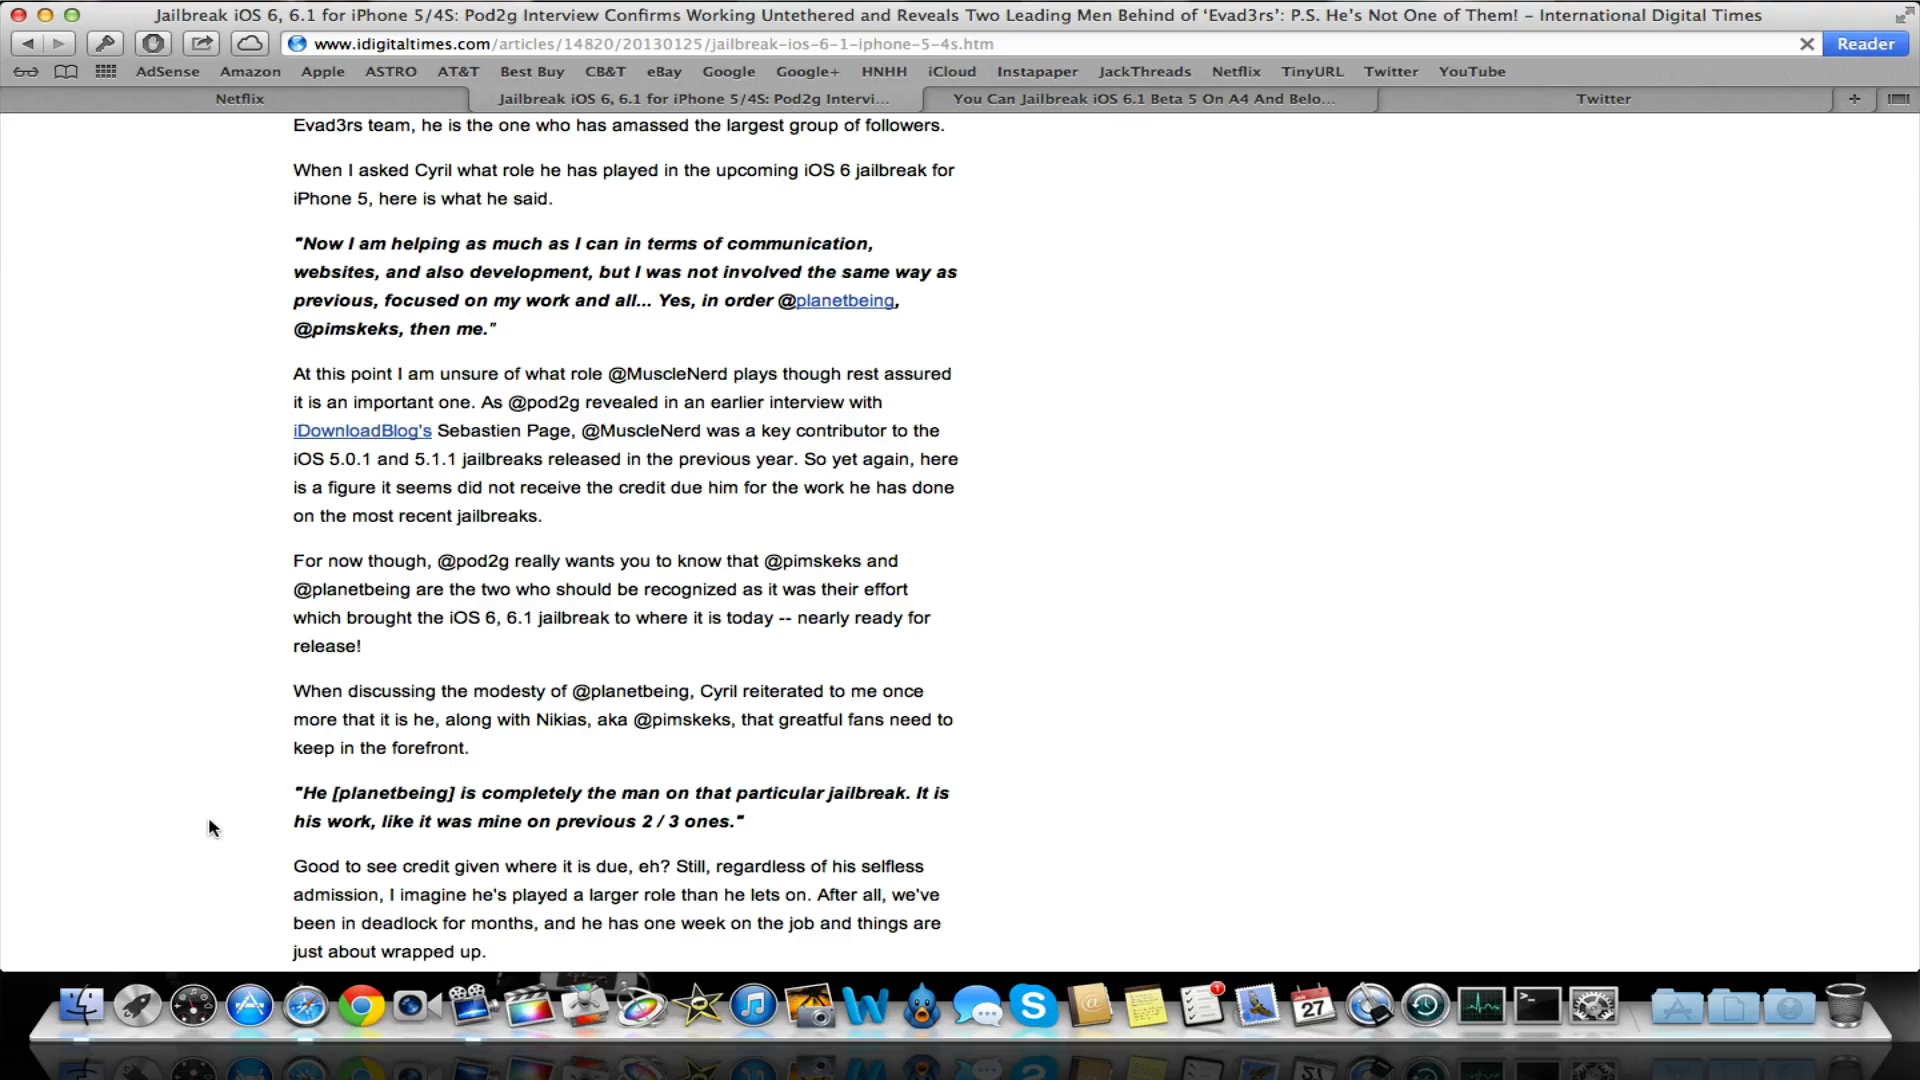 Jailbreak iOS 6, 6.1 for iPhone 5/4S: Pod2g Interview Confirms Working Untethered and Reveals Two Leading Men Behind of ‘Evad3rs’: P.S. He’s Not One of Them! – International Digital Times
www.idigitaltimes.com/articles/14820/20130125/jailbreak-ios-6-1-iphone-5-4s.htm
Reader
AdSense Amazon Apple ASTRO AT&T Best Buy CB&T eBay Google Google+ HNHH iCloud Instapaper JackThreads Netflix TinyURL Twitter YouTube
Netflix
Jailbreak iOS 6, 6.1 for iPhone 5/4S: Pod2g Intervi...
You Can Jailbreak iOS 6.1 Beta 5 On A4 And Belo...
Twitter
Evad3rs team, he is the one who has amassed the largest group of followers.
When I asked Cyril what role he has played in the upcoming iOS 6 jailbreak for
iPhone 5, here is what he said.
"Now I am helping as much as I can in terms of communication,
websites, and also development, but I was not involved the same way as
previous, focused on my work and all... Yes, in order @planetbeing,
@pimskeks, then me."
At this point I am unsure of what role @MuscleNerd plays though rest assured
it is an important one. As @pod2g revealed in an earlier interview with
iDownloadBlog's Sebastien Page, @MuscleNerd was a key contributor to the
iOS 5.0.1 and 5.1.1 jailbreaks released in the previous year. So yet again, here
is a figure it seems did not receive the credit due him for the work he has done
on the most recent jailbreaks.
For now though, @pod2g really wants you to know that @pimskeks and
@planetbeing are the two who should be recognized as it was their effort
which brought the iOS 6, 6.1 jailbreak to where it is today -- nearly ready for
release!
When discussing the modesty of @planetbeing, Cyril reiterated to me once
more that it is he, along with Nikias, aka @pimskeks, that greatful fans need to
keep in the forefront.
"He [planetbeing] is completely the man on that particular jailbreak. It is
his work, like it was mine on previous 2 / 3 ones."
Good to see credit given where it is due, eh? Still, regardless of his selfless
admission, I imagine he's played a larger role than he lets on. After all, we've
been in deadlock for months, and he has one week on the job and things are
just about wrapped up.
JAN
27
1